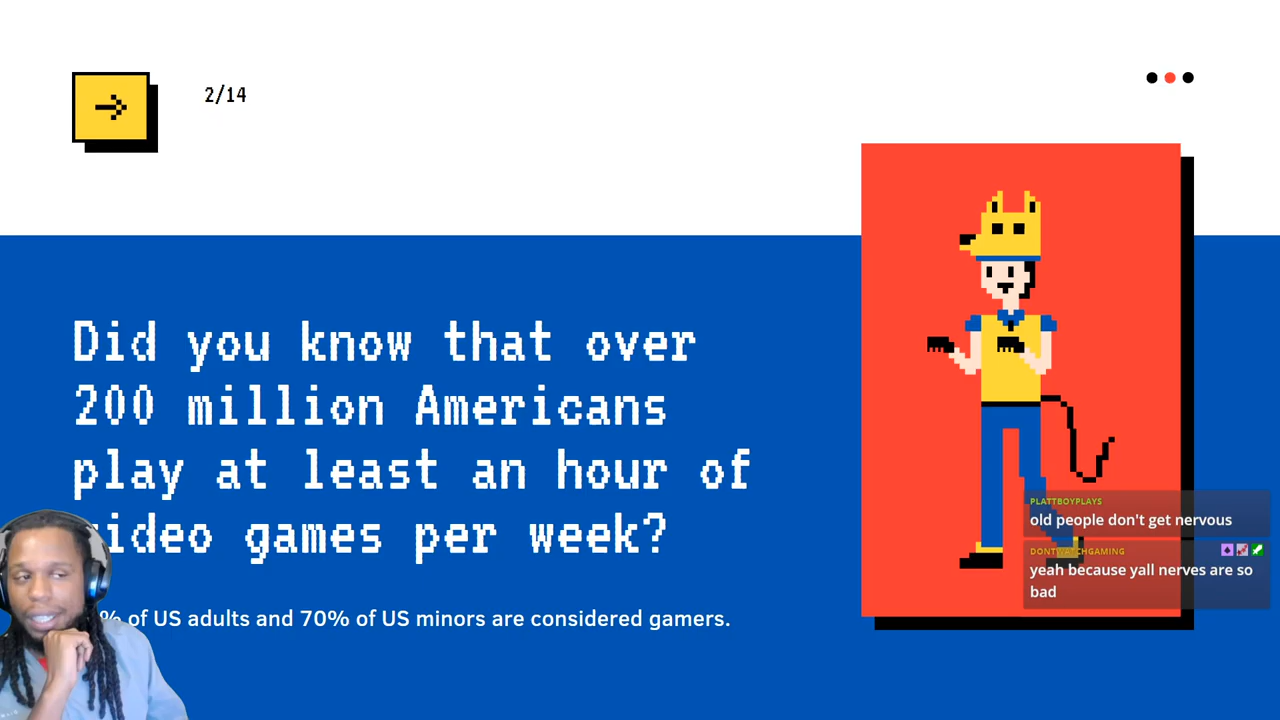 2/14
Did you know that over
200 million Americans
play at least an hour of
video games per week?
% of US adults and 70% of US minors are considered gamers.
PLATTBOYPLAYS
old people don't get nervous
DONTWATCHGAMING
yeah because yall nerves are so
bad